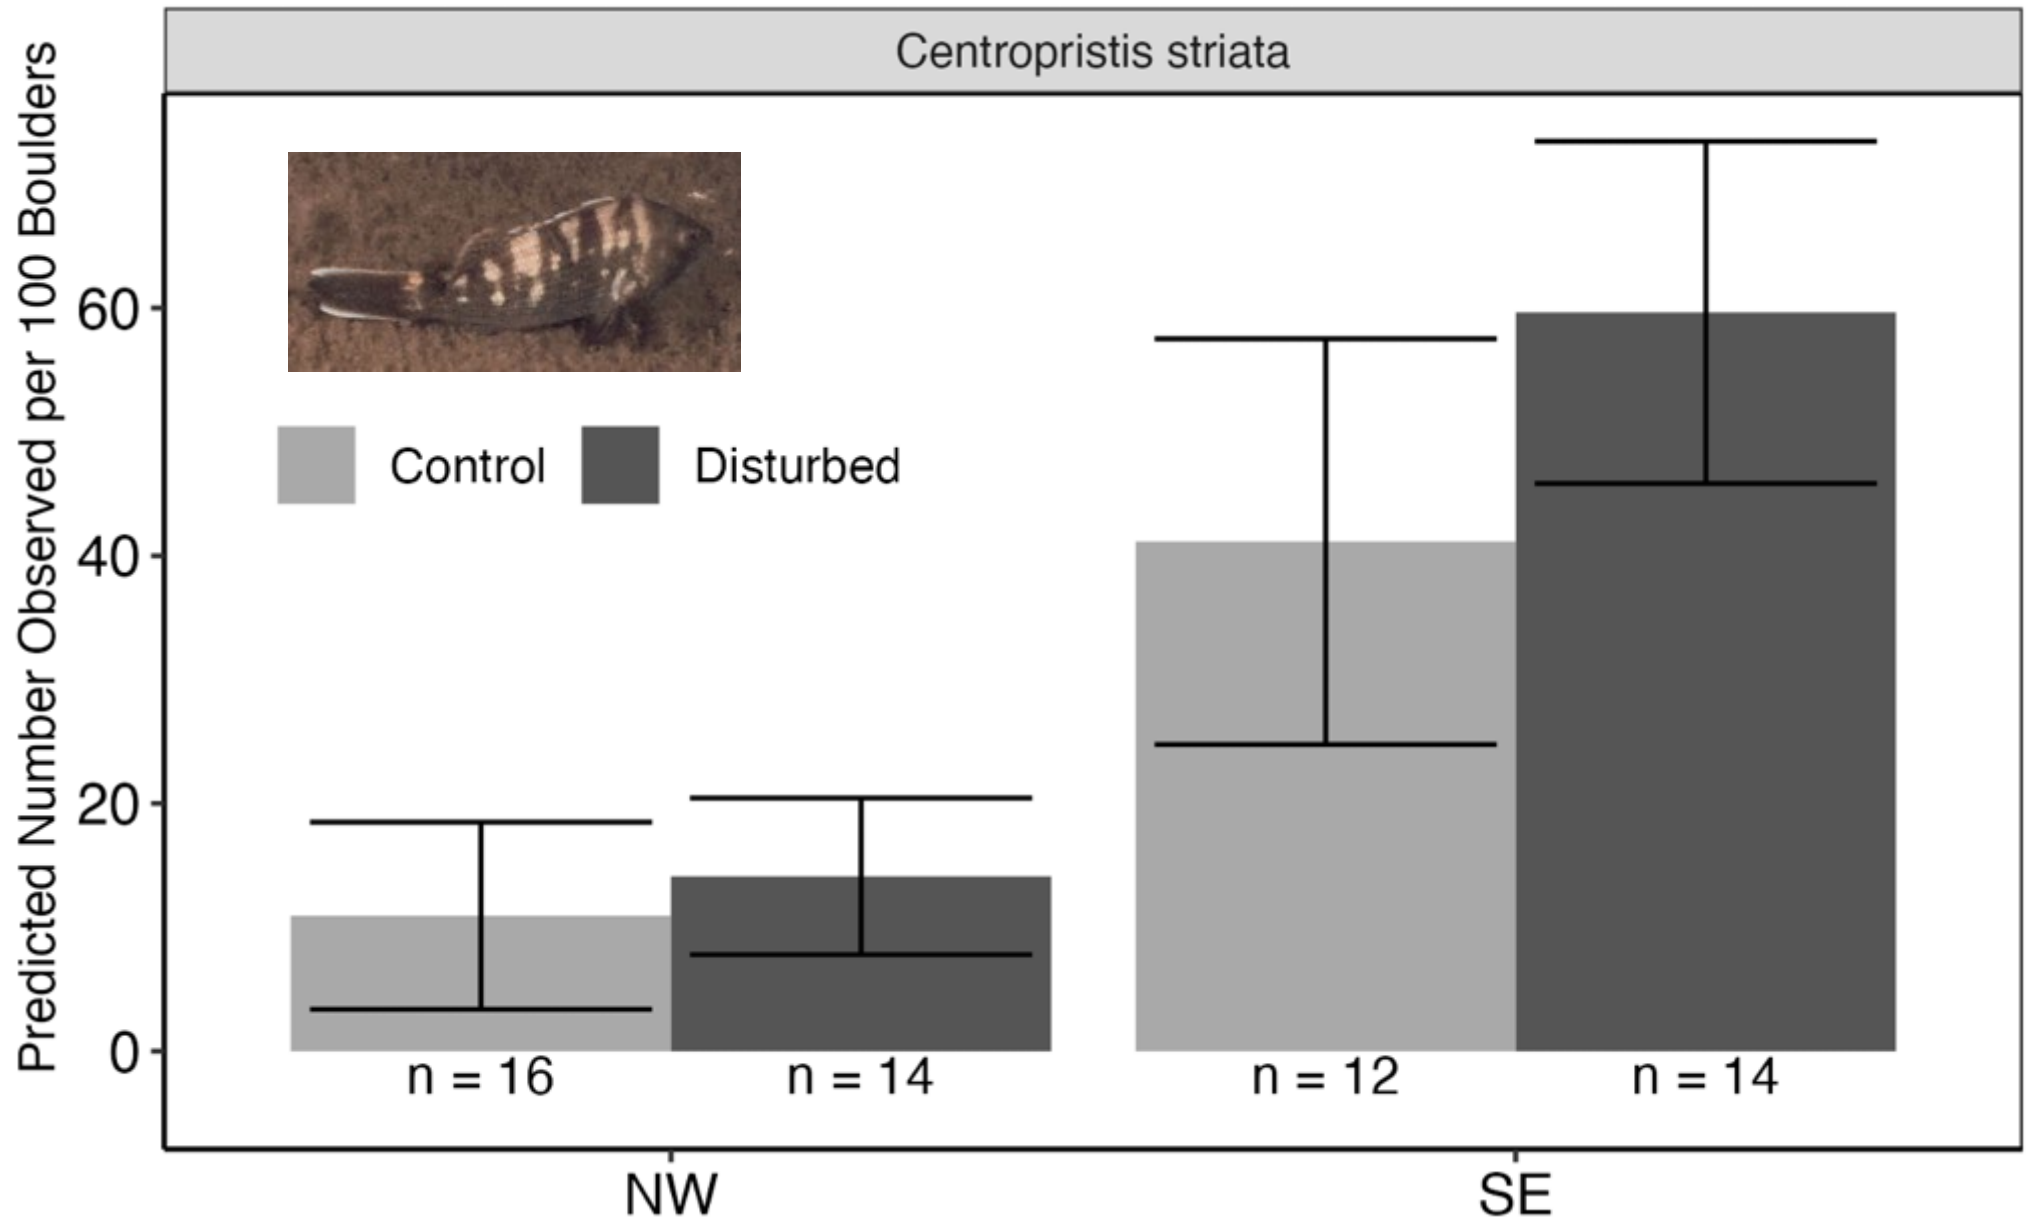 Centropristis striata
Predicted Number Observed per 100 Boulders
60
40
20
0
Control
Disturbed
n = 16
n = 14
n = 12
n = 14
NW
SE